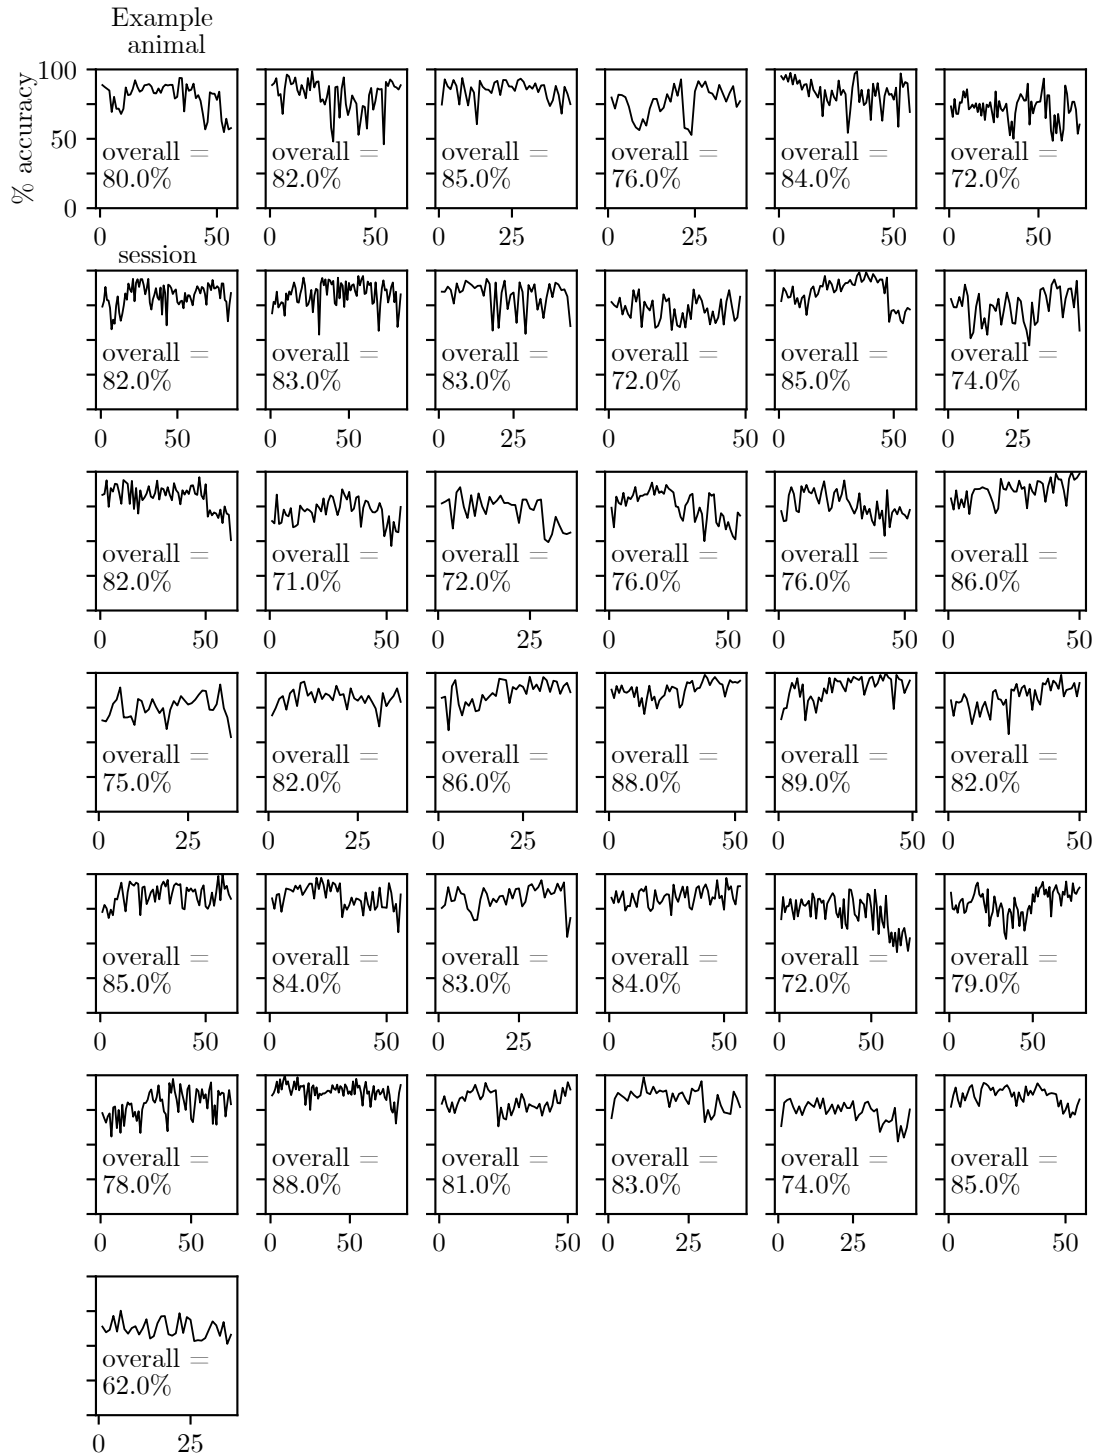 Example
animal
% accuracy
100
50
0
overall =
80.0%
0 50
session
overall =
82.0%
0 50
overall =
85.0%
0 25
overall =
76.0%
0 25
overall =
84.0%
0 50
overall =
72.0%
0 50
overall =
82.0%
0 50
overall =
83.0%
0 50
overall =
83.0%
0 25
overall =
72.0%
0 50
overall =
85.0%
0 50
overall =
74.0%
0 25
overall =
82.0%
0 50
overall =
71.0%
0 50
overall =
72.0%
0 25
overall =
76.0%
0 50
overall =
76.0%
0 50
overall =
86.0%
0 50
overall =
75.0%
0 25
overall =
82.0%
0 25
overall =
86.0%
0 25
overall =
88.0%
0 50
overall =
89.0%
0 50
overall =
82.0%
0 50
overall =
85.0%
0 50
overall =
84.0%
0 50
overall =
83.0%
0 25
overall =
84.0%
0 50
overall =
72.0%
0 50
overall =
79.0%
0 50
overall =
78.0%
0 50
overall =
88.0%
0 50
overall =
81.0%
0 50
overall =
83.0%
0 25
overall =
74.0%
0 25
overall =
85.0%
0 50
overall =
62.0%
0 25